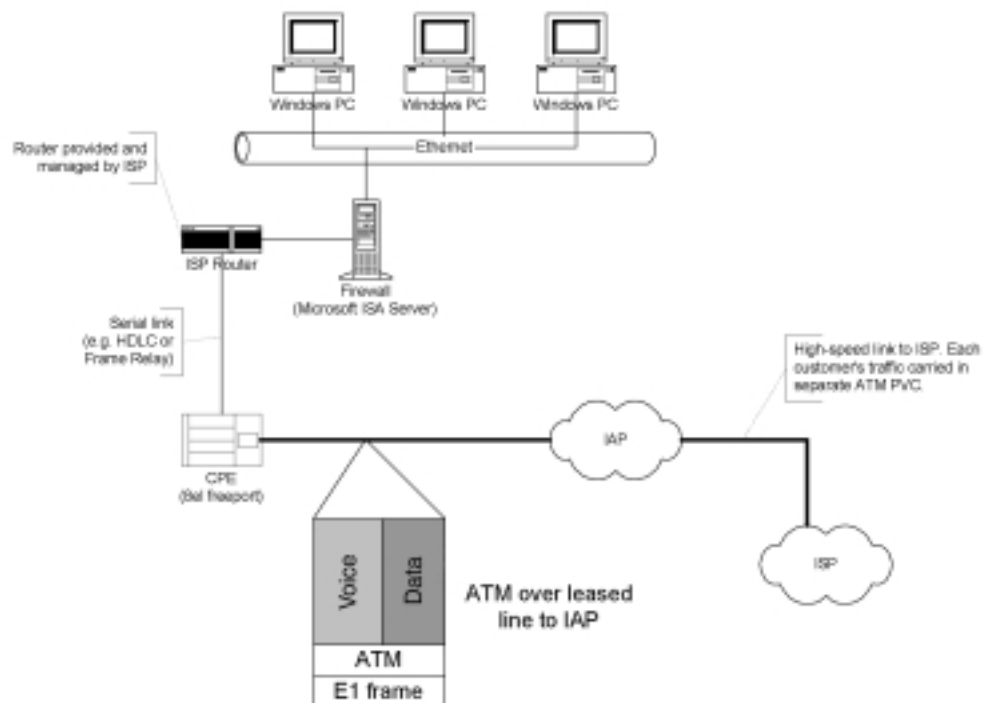 Windows PC
Windows PC
Windows PC
Ethernet
Router provided and
managed by ISP
ISP Router
Firewall
(Microsoft ISA Server)
Serial link
(e.g. HDLC or
Frame Relay)
High-speed link to ISP. Each
customer's traffic carried in
separate ATM PVC.
IAP
CPE
(8el freeport)
ISP
Voice
Data
ATM over leased
line to IAP
ATM
E1 frame